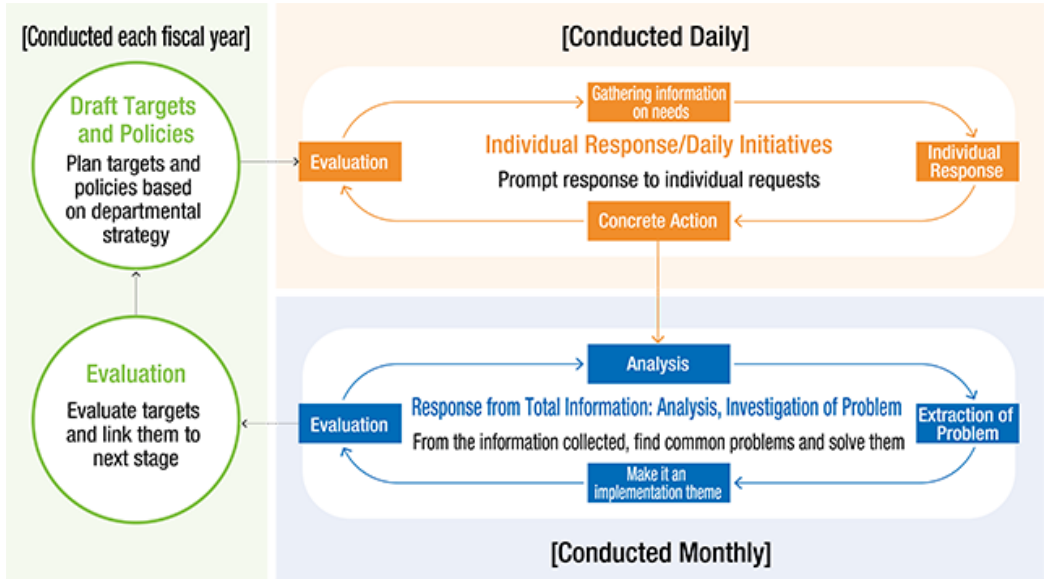 [Conducted each fiscal year]
Draft Targets
and Policies
Plan targets and
policies based
on departmental
strategy
Evaluation
Evaluate targets
and link them to
next stage
[Conducted Daily]
Gathering information
on needs
Evaluation
Individual Response/Daily Initiatives
Prompt response to individual requests
Individual
Response
Concrete Action
Analysis
Evaluation
Response from Total Information: Analysis, Investigation of Problem
From the information collected, find common problems and solve them
Extraction of
Problem
Make it an
implementation theme
[Conducted Monthly]